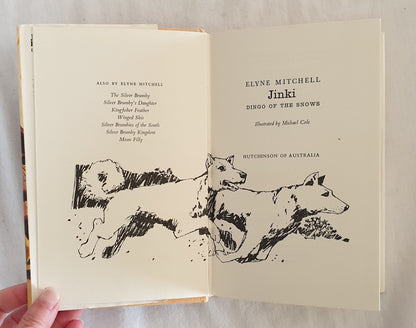 ALSO BY ELYNE MITCHELL
The Silver Brumby
Silver Brumby's Daughter
Kingfisher Feather
Winged Skis
Silver Brumbies of the South
Silver Brumby Kingdom
Moon Filly
ELYNE MITCHELL
Jinki
DINGO OF THE SNOWS
Illustrated by Michael Cole
HUTCHINSON OF AUSTRALIA